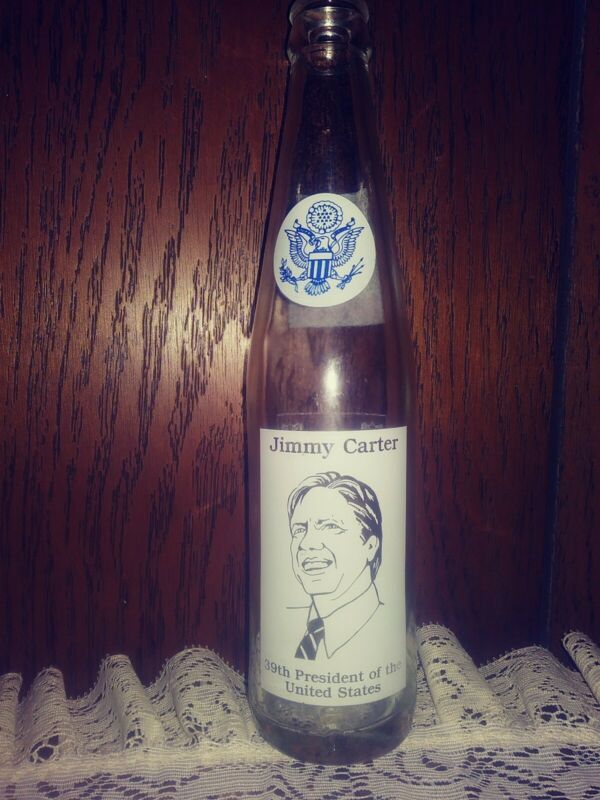 Jimmy Carter
39th President of the
United States